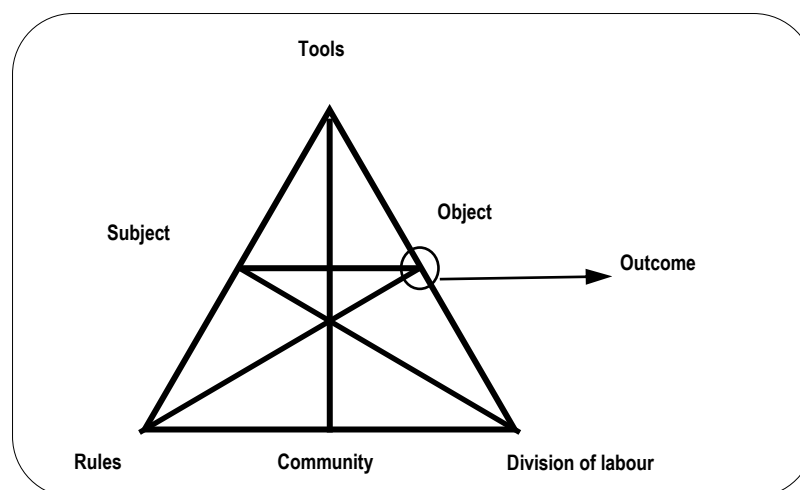 Tools
Subject
Object
Outcome
Rules
Community
Division of labour